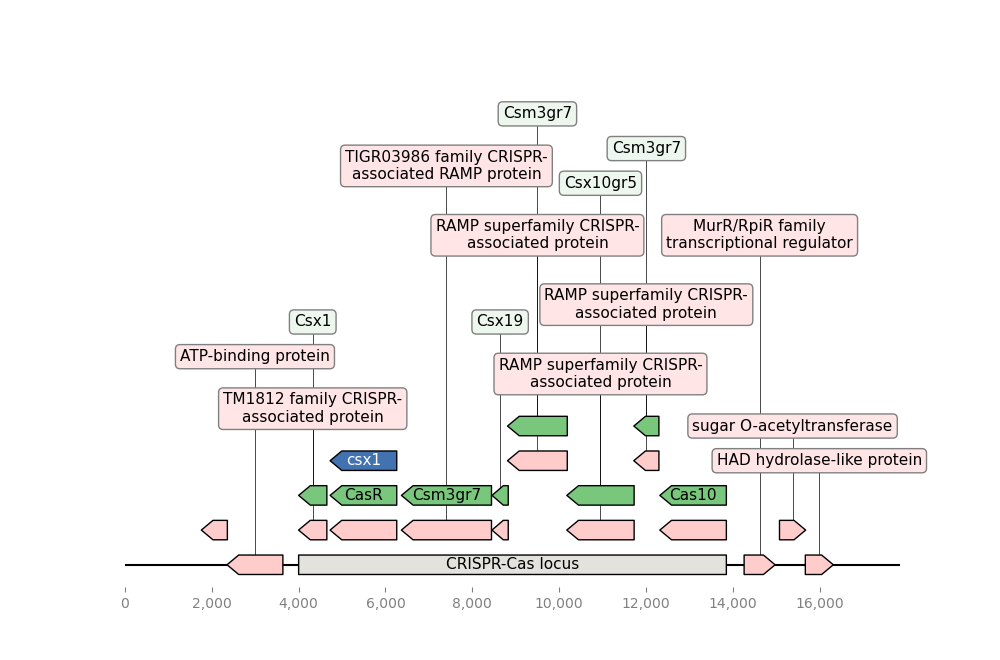 Csm3gr7
Csm3gr7
TIGR03986 family CRISPR-
associated RAMP protein
Csx10gr5
RAMP superfamily CRISPR-
associated protein
MurR/RpiR family
transcriptional regulator
RAMP superfamily CRISPR-
associated protein
Csx1
Csx19
ATP-binding protein
RAMP superfamily CRISPR-
associated protein
TM1812 family CRISPR-
associated protein
sugar O-acetyltransferase
csx1
HAD hydrolase-like protein
CasR
Csm3gr7
Cas10
CRISPR-Cas locus
0
2,000
4,000
6,000
8,000
10,000
12,000
14,000
16,000